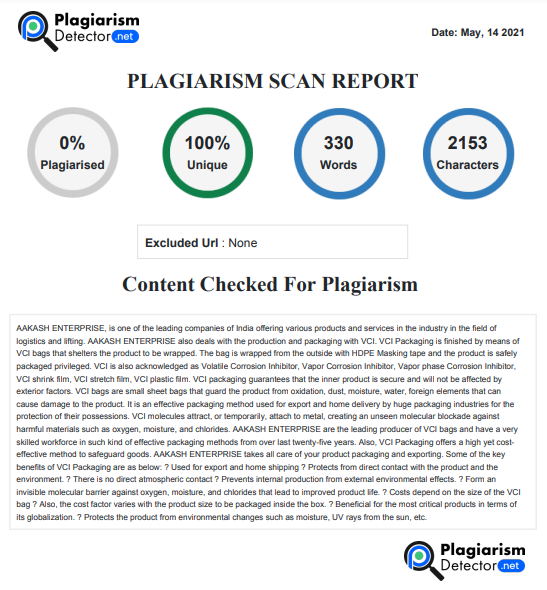 Plagiarism
Detector.net
Date: May, 14 2021
PLAGIARISM SCAN REPORT
0%
Plagiarised
100%
Unique
330
Words
2153
Characters
Excluded Url : None
Content Checked For Plagiarism
AAKASH ENTERPRISE, is one of the leading companies of India offering various products and services in the industry in the field of
logistics and lifting. AAKASH ENTERPRISE also deals with the production and packaging with VCI. VCI Packaging is finished by means of
VCI bags that shelters the product to be wrapped. The bag is wrapped from the outside with HDPE Masking tape and the product is safely
packaged privileged. VCI is also acknowledged as Volatile Corrosion Inhibitor, Vapor Corrosion Inhibitor, Vapor phase Corrosion Inhibitor,
VCI shrink film, VCI stretch film, VCI plastic film. VCI packaging guarantees that the inner product is secure and will not be affected by
exterior factors. VCI bags are small sheet bags that guard the product from oxidation, dust, moisture, water, foreign elements that can
cause damage to the product. It is an effective packaging method used for export and home delivery by huge packaging industries for the
protection of their possessions. VCI molecules attract, or temporarily, attach to metal, creating an unseen molecular blockade against
harmful materials such as oxygen, moisture, and chlorides. AAKASH ENTERPRISE are the leading producer of VCI bags and have a very
skilled workforce in such kind of effective packaging methods from over last twenty-five years. Also, VCI Packaging offers a high yet cost-
effective method to safeguard goods. AAKASH ENTERPRISE takes all care of your product packaging and exporting. Some of the key
benefits of VCI Packaging are as below: ? Used for export and home shipping ? Protects from direct contact with the product and the
environment. ? There is no direct atmospheric contact ? Prevents internal production from external environmental effects. ? Form an
invisible molecular barrier against oxygen, moisture, and chlorides that lead to improved product life. ? Costs depend on the size of the VCI
bag ? Also, the cost factor varies with the product size to be packaged inside the box. ? Beneficial for the most critical products in terms of
its globalization. ? Protects the product from environmental changes such as moisture, UV rays from the sun, etc.
Plagiarism
Detector.net